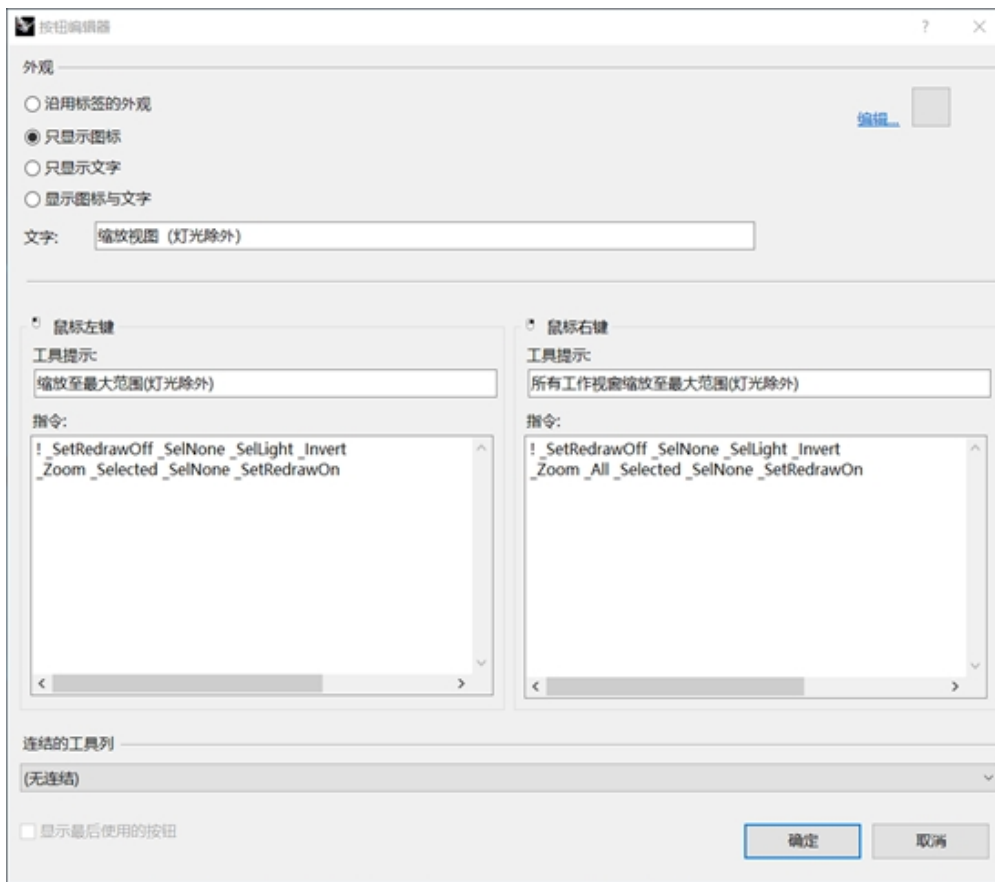 按钮编辑器
外观
沿用标签的外观
编辑...
只显示图标
只显示文字
显示图标与文字
文字:
缩放视图 (灯光除外)
鼠标左键
工具提示:
缩放至最大范围(灯光除外)
指令:
! _SetRedrawOff _SelNone _SelLight _Invert
_Zoom _Selected _SelNone _SetRedrawOn
鼠标右键
工具提示:
所有工作视窗缩放至最大范围(灯光除外)
指令:
! _SetRedrawOff _SelNone _SelLight _Invert
_Zoom _All _Selected _SelNone _SetRedrawOn
连结的工具列
(无连结)
显示最后使用的按钮
确定
取消